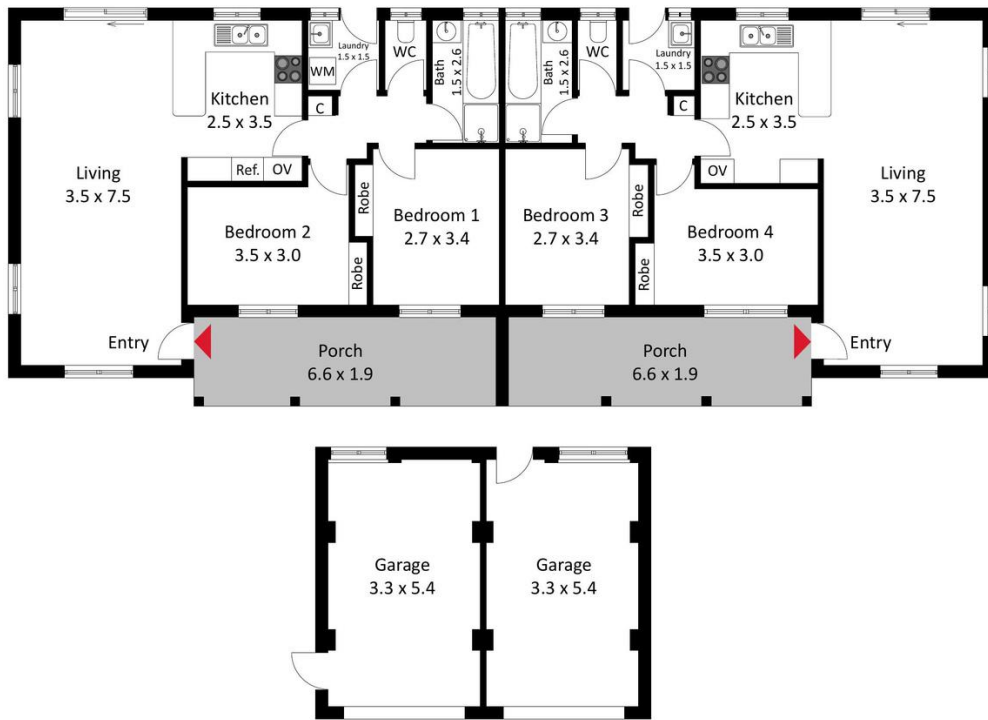 Laundry
1.5 x 1.5
WM
WC
Bath
1.5 x 2.6
Bath
1.5 x 2.6
WC
Laundry
1.5 x 1.5
Kitchen
2.5 x 3.5
C
C
Kitchen
2.5 x 3.5
Living
3.5 x 7.5
Ref.
OV
OV
Living
3.5 x 7.5
Bedroom 2
3.5 x 3.0
Robe
Robe
Bedroom 1
2.7 x 3.4
Bedroom 3
2.7 x 3.4
Robe
Robe
Bedroom 4
3.5 x 3.0
Entry
Porch
6.6 x 1.9
Porch
6.6 x 1.9
Entry
Garage
3.3 x 5.4
Garage
3.3 x 5.4